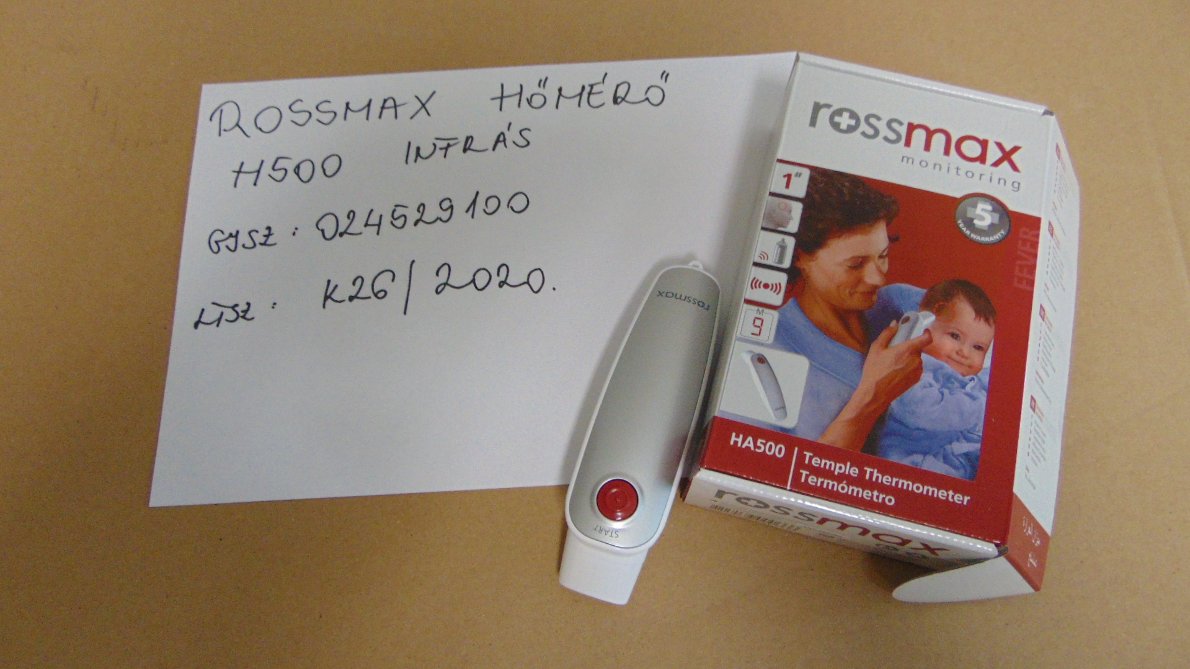 ROSSMAX HŐMÉRŐ
H500 INFRÁS
GYSZ: 024529100
LTSZ: K26/2020.
rossmax
START
rossmax
monitoring
1"
5
YEAR WARRANTY
FEVER
M
9
HA500
Temple Thermometer
Termómetro
rossmax